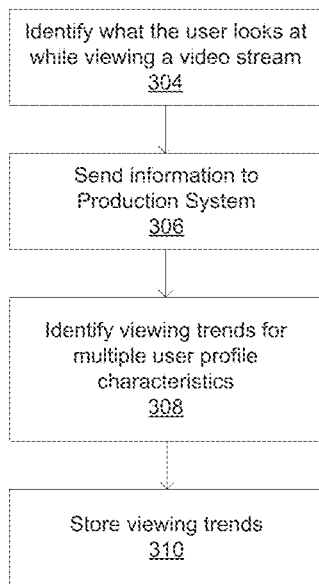 Identify what the user looks at
while viewing a video stream
304
Send information to
Production System
306
Identify viewing trends for
multiple user profile
characteristics
308
Store viewing trends
310